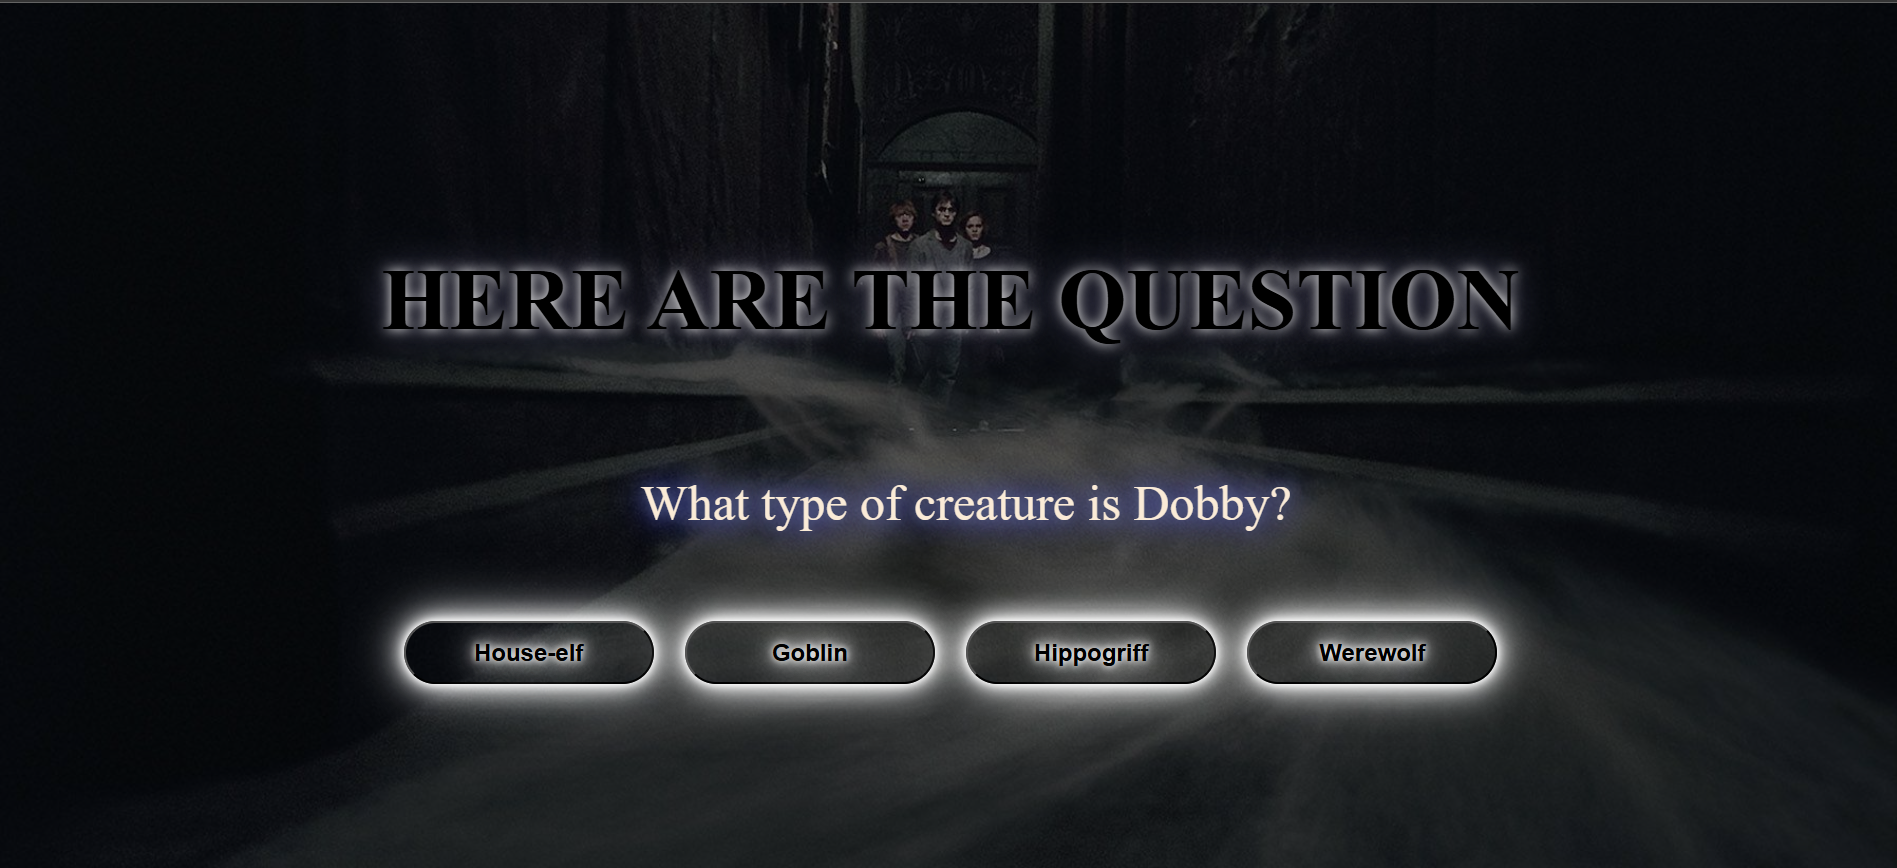 HERE ARE THE QUESTION
What type of creature is Dobby?
House-elf
Goblin
Hippogriff
Werewolf